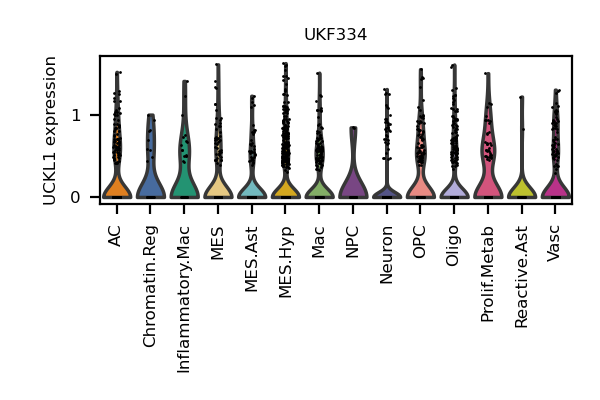 UKF334
UCKL1 expression
1
0
AC
Chromatin.Reg
Inflammatory.Mac
MES
MES.Ast
MES.Hyp
Mac
NPC
Neuron
OPC
Oligo
Prolif.Metab
Reactive.Ast
Vasc